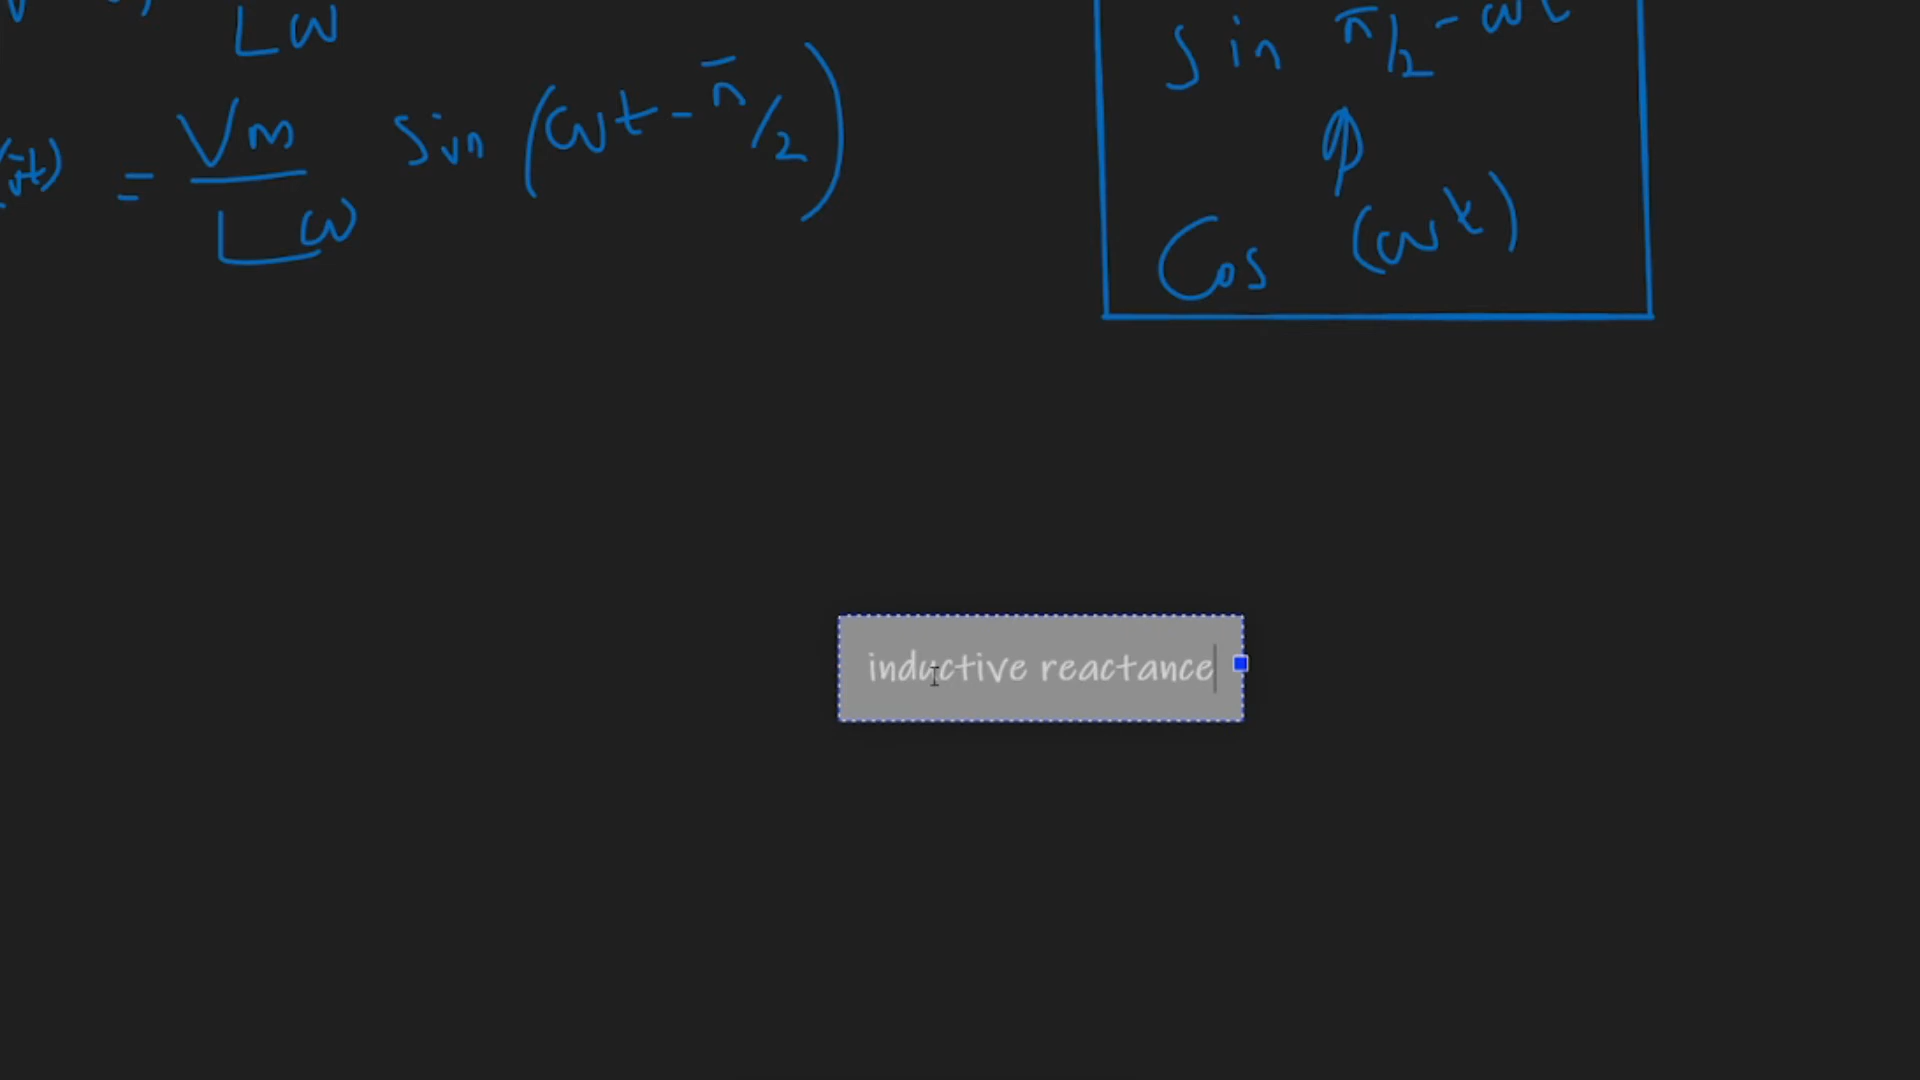 Lω
= Vm / Lω sin (ωt - π/2)
Sin π/2 - ωt
Cos (ωt)
inductive reactance